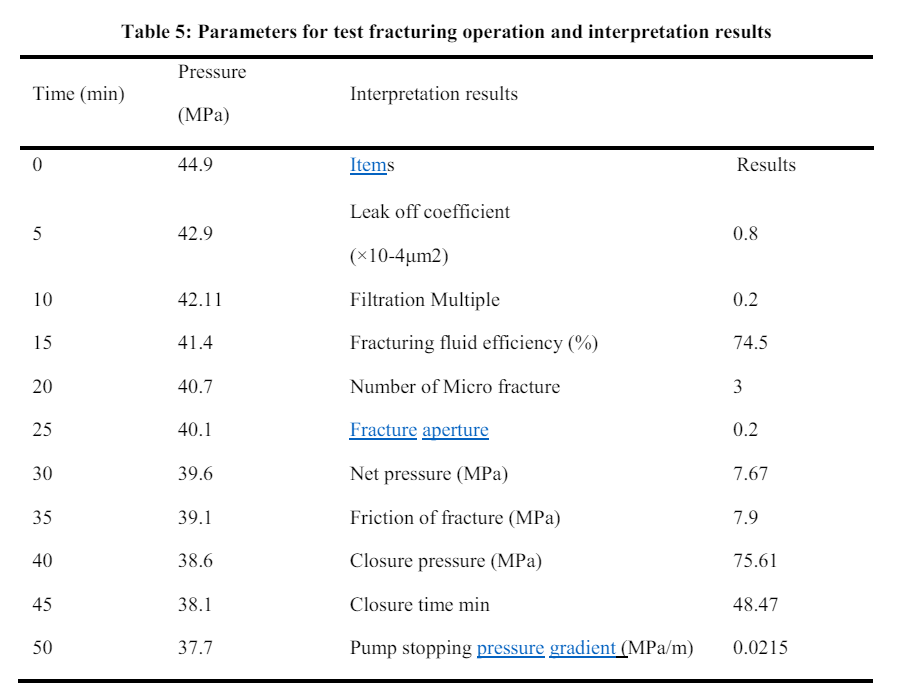 Table 5: Parameters for test fracturing operation and interpretation results
Time (min) Pressure (MPa) Interpretation results
0 44.9 Items Results
5 42.9 Leak off coefficient (×10-4μm2) 0.8
10 42.11 Filtration Multiple 0.2
15 41.4 Fracturing fluid efficiency (%) 74.5
20 40.7 Number of Micro fracture 3
25 40.1 Fracture aperture 0.2
30 39.6 Net pressure (MPa) 7.67
35 39.1 Friction of fracture (MPa) 7.9
40 38.6 Closure pressure (MPa) 75.61
45 38.1 Closure time min 48.47
50 37.7 Pump stopping pressure gradient (MPa/m) 0.0215